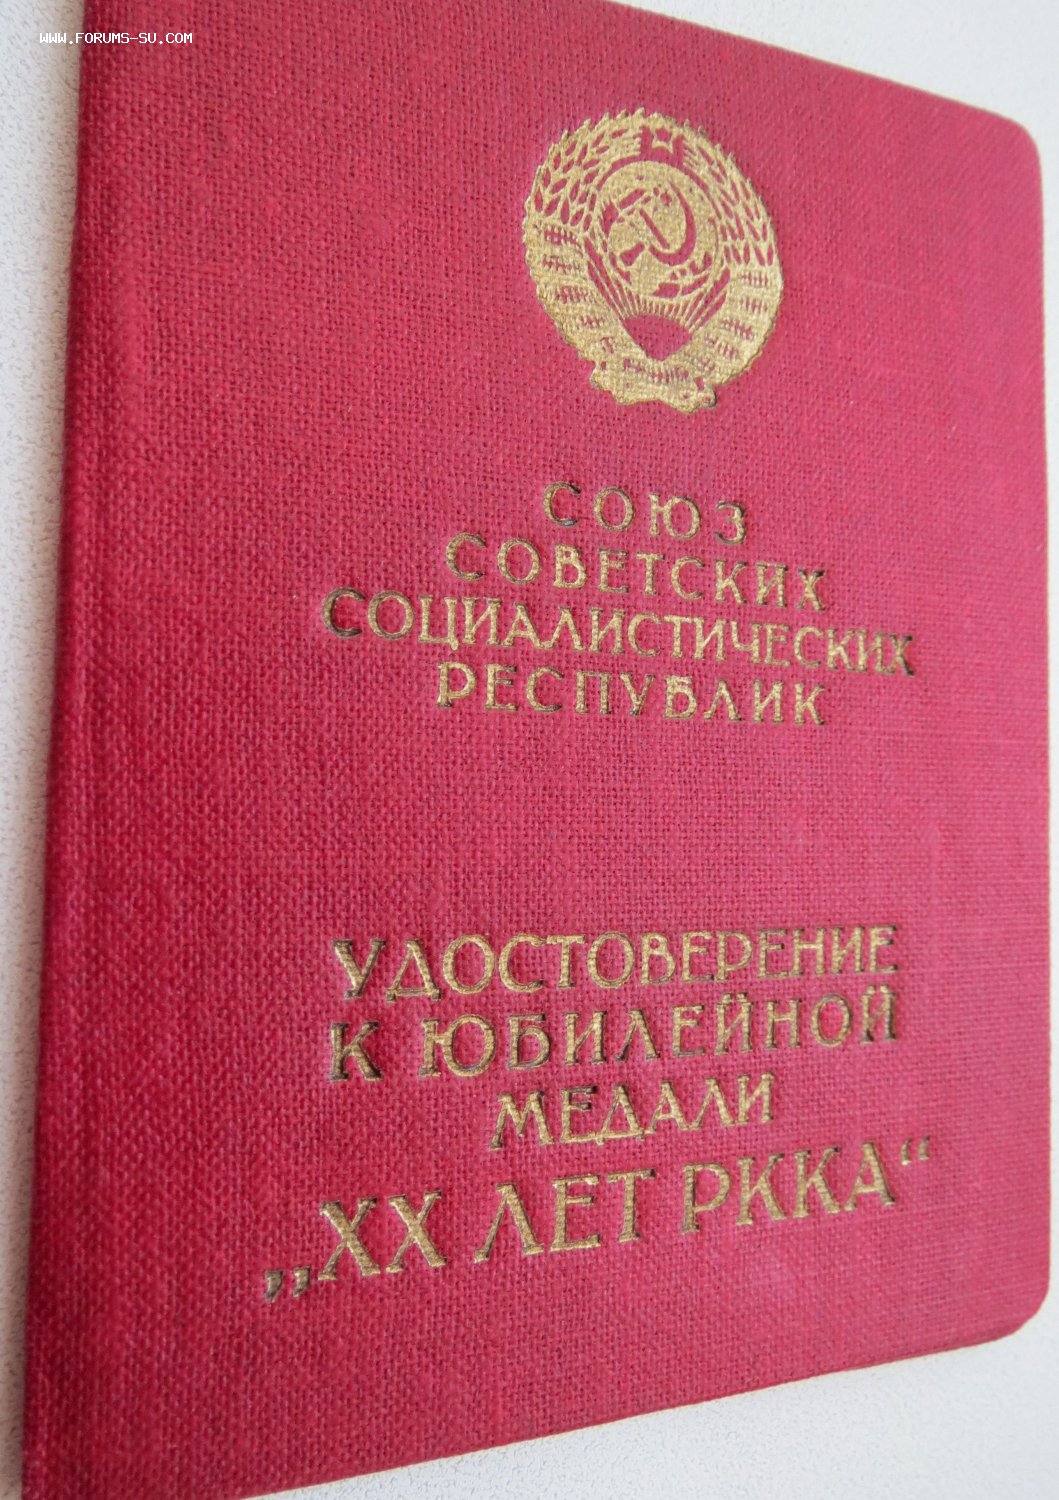 WWW.FORUMS-SU.COM
СОЮЗ
СОВЕТСКИХ
СОЦИАЛИСТИЧЕСКИХ
РЕСПУБЛИК
УДОСТОВЕРЕНИЕ
К ЮБИЛЕЙНОЙ
МЕДАЛИ
„XX ЛЕТ РККА“